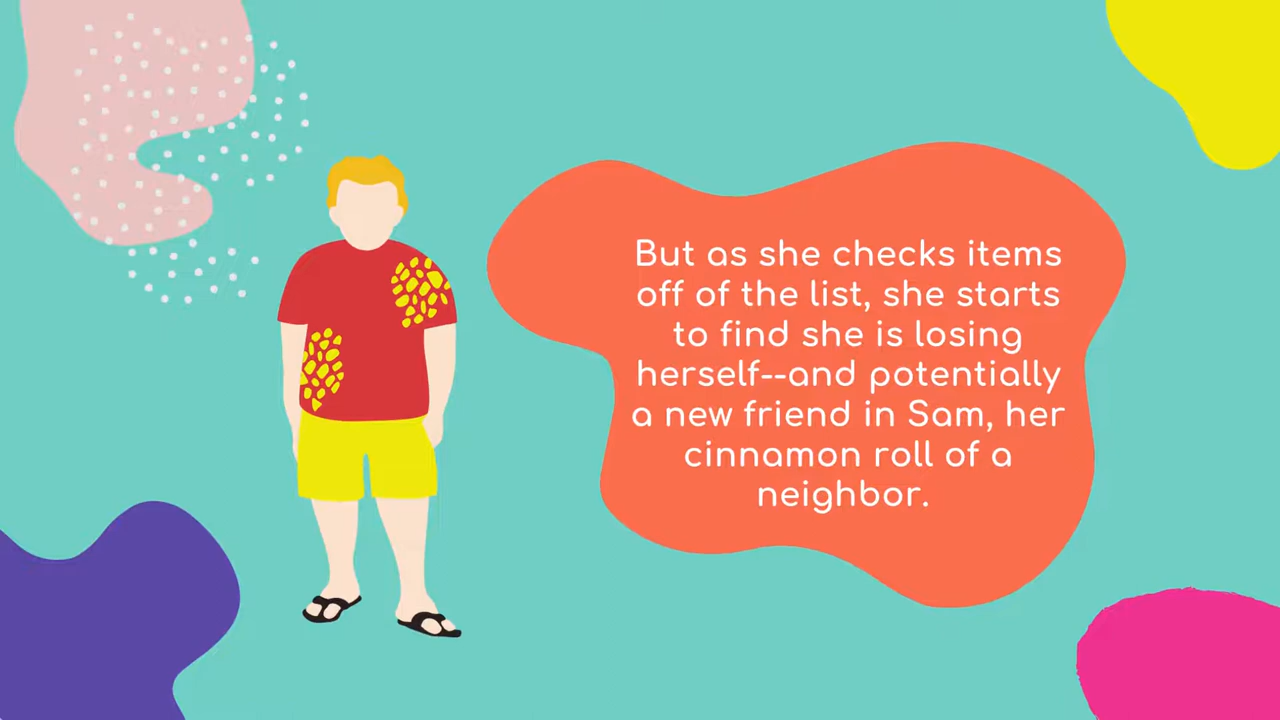 But as she checks items
off of the list, she starts
to find she is losing
herself--and potentially
a new friend in Sam, her
cinnamon roll of a
neighbor.